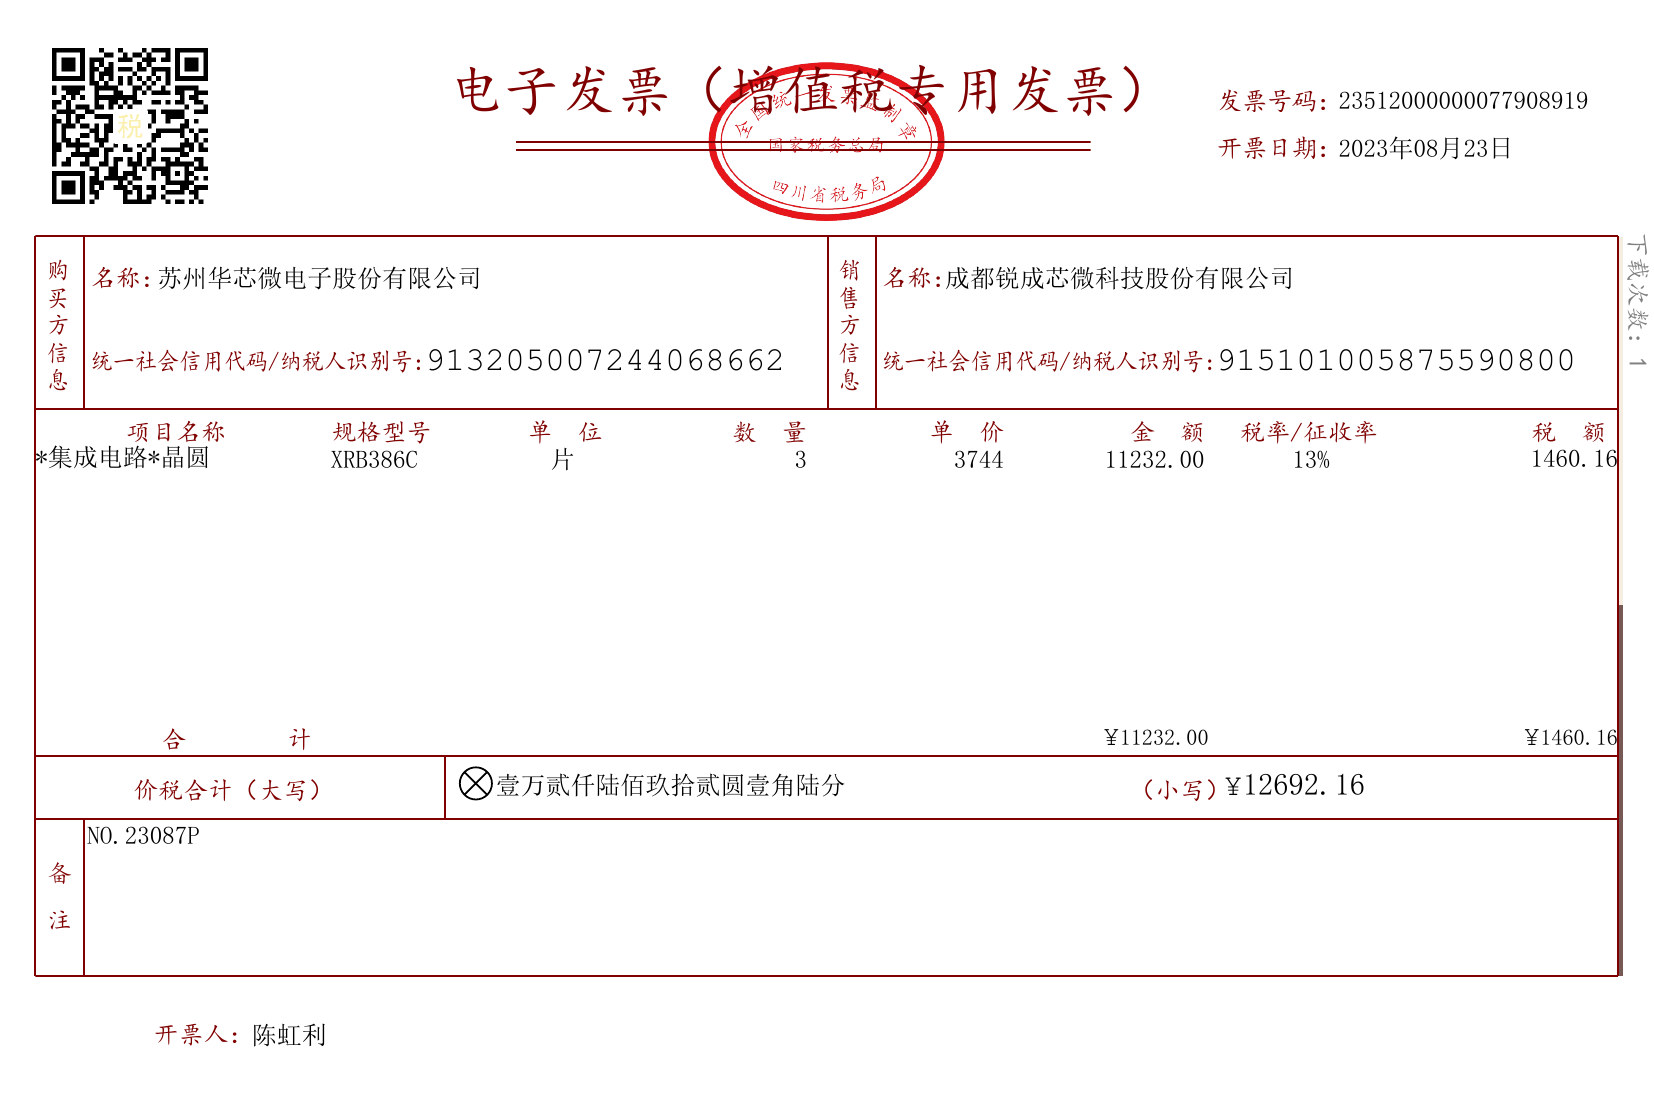 电子发票（增值税专用发票）
全国统一发票监制章
国家税务总局
四川省税务局
税
发票号码：23512000000077908919
开票日期：2023年08月23日
下载次数：1
购买方信息
名称：苏州华芯微电子股份有限公司
统一社会信用代码/纳税人识别号：913205007244068662
销售方信息
名称：成都锐成芯微科技股份有限公司
统一社会信用代码/纳税人识别号：915101005875590800
项目名称 规格型号 单位 数量 单价 金额 税率/征收率 税额
*集成电路*晶圆 XRB386C 片 3 3744 11232.00 13% 1460.16
合计 ¥11232.00 ¥1460.16
价税合计（大写） ⊗壹万贰仟陆佰玖拾贰圆壹角陆分 （小写）¥12692.16
备注
NO.23087P
开票人：陈虹利